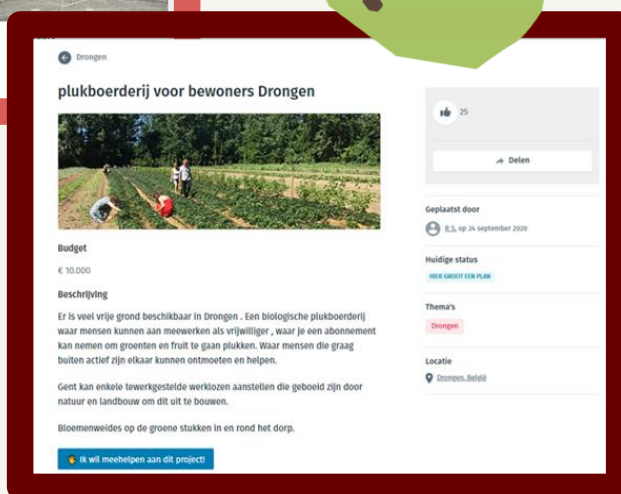 Drongen
plukboerderij voor bewoners Drongen
Budget
€ 10.000
Beschrijving
Er is veel vrije grond beschikbaar in Drongen . Een biologische plukboerderij
waar mensen kunnen aan meewerken als vrijwilliger , waar je een abonnement
kan nemen om groenten en fruit te gaan plukken. Waar mensen die graag
buiten actief zijn elkaar kunnen ontmoeten en helpen.
Gent kan enkele tewerkgestelde werklozen aanstellen die geboeid zijn door
natuur en landbouw om dit uit te bouwen.
Bloemenweides op de groene stukken in en rond het dorp.
Ik wil meehelpen aan dit project!
25
Delen
Geplaatst door
R S. op 24 september 2020
Huidige status
HIER GROEIT EEN PLAN
Thema's
Drongen
Locatie
Drongen, België